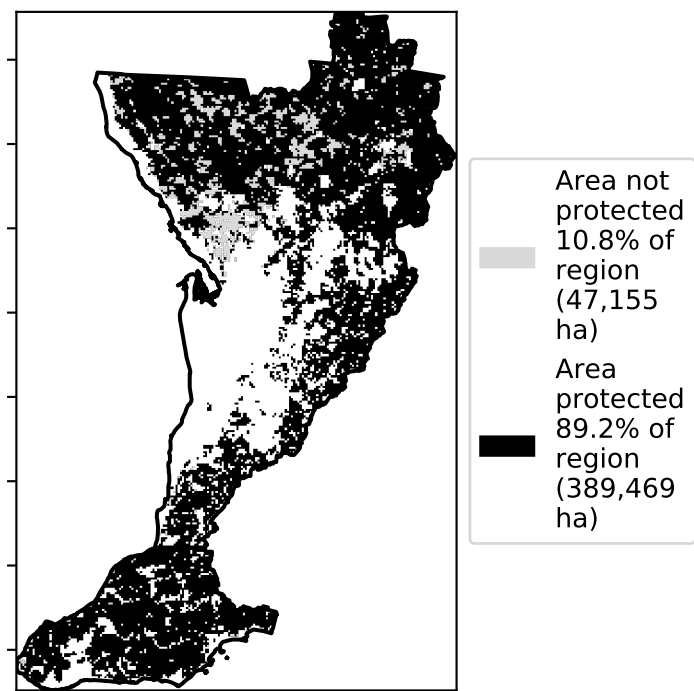 Area not
protected
10.8% of
region
(47,155
ha)
Area
protected
89.2% of
region
(389,469
ha)